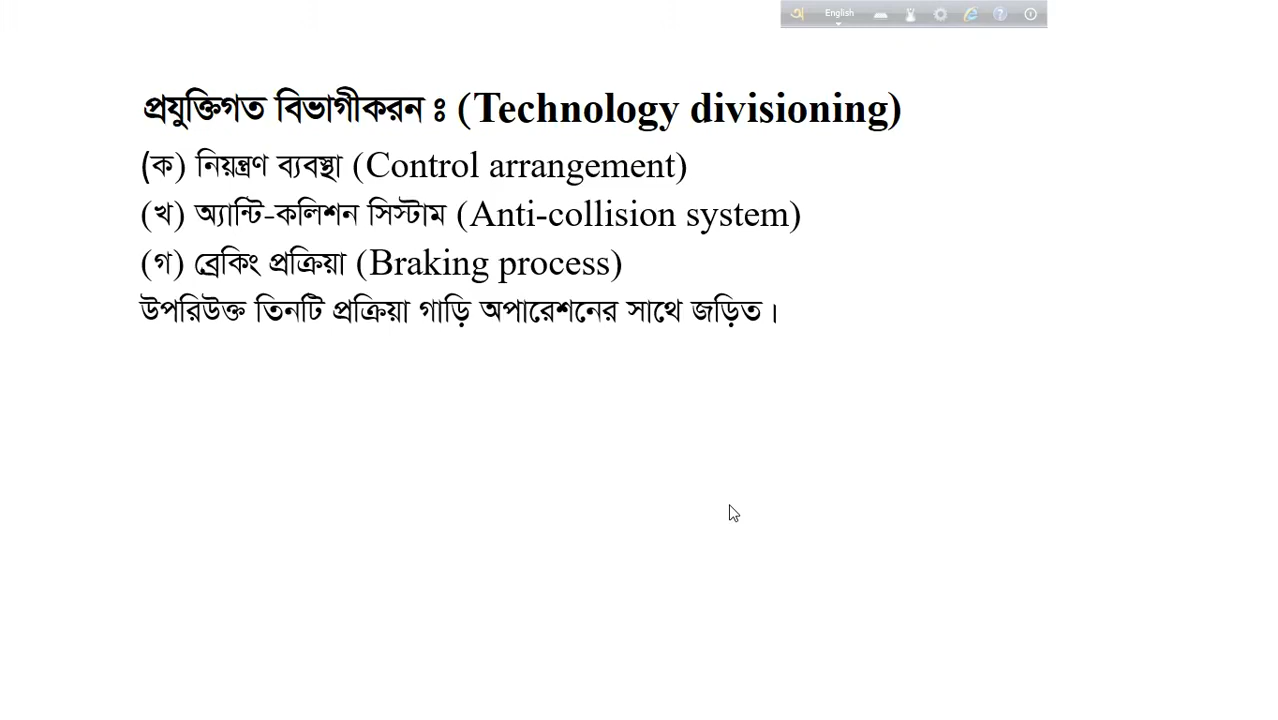 অ English
প্রযুক্তিগত বিভাগীকরন ঃ (Technology divisioning)
(ক) নিয়ন্ত্রণ ব্যবস্থা (Control arrangement)
(খ) অ্যান্টি-কলিশন সিস্টাম (Anti-collision system)
(গ) ব্রেকিং প্রক্রিয়া (Braking process)
উপরিউক্ত তিনটি প্রক্রিয়া গাড়ি অপারেশনের সাথে জড়িত।